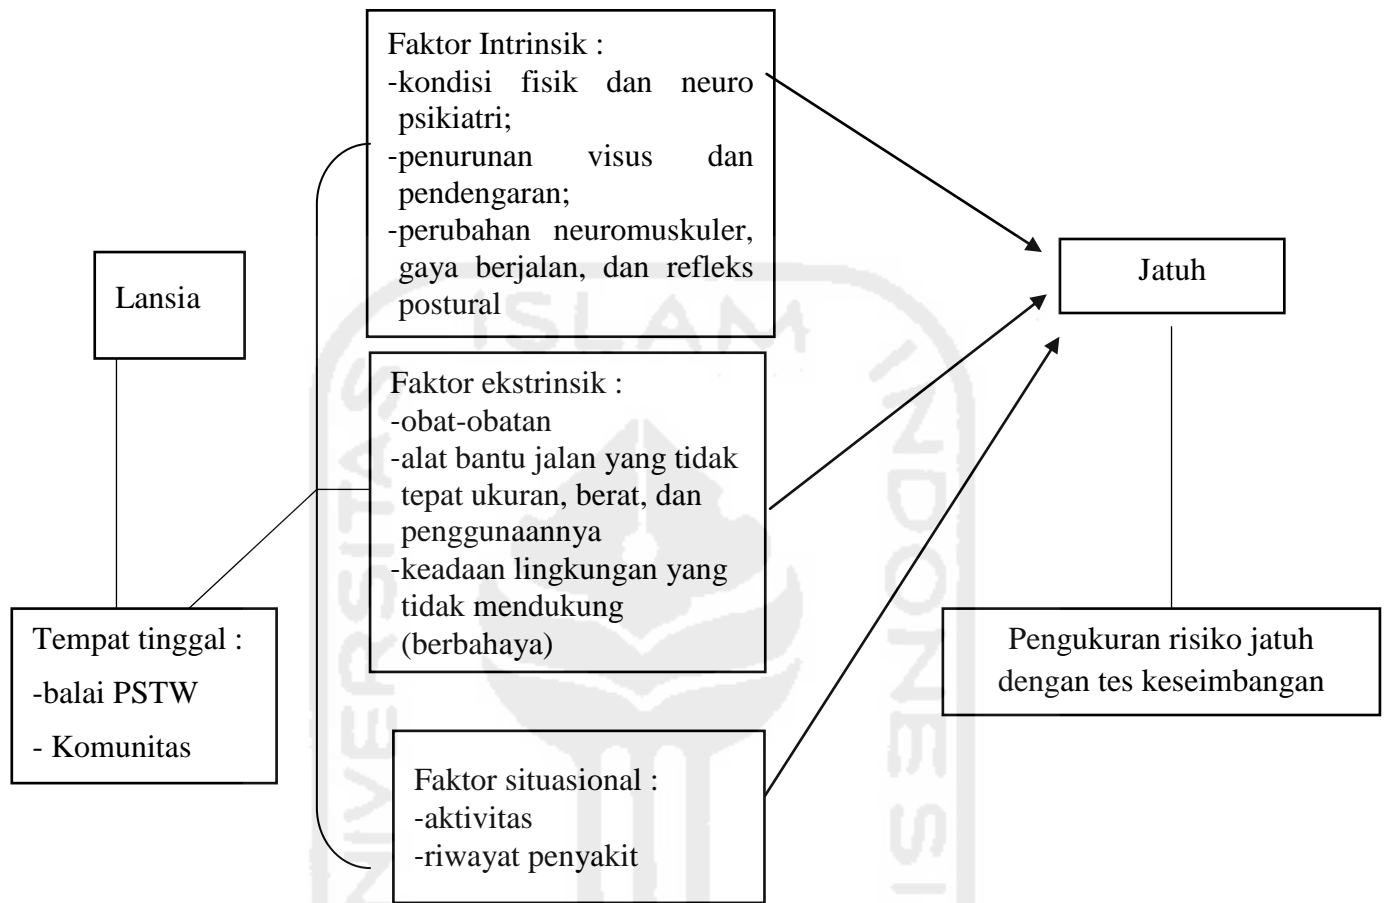 Faktor Intrinsik :
-kondisi fisik dan neuro
psikiatri;
-penurunan visus dan
pendengaran;
-perubahan neuromuskuler,
gaya berjalan, dan refleks
postural
Lansia
Jatuh
Faktor ekstrinsik :
-obat-obatan
-alat bantu jalan yang tidak
tepat ukuran, berat, dan
penggunaannya
-keadaan lingkungan yang
tidak mendukung
(berbahaya)
Tempat tinggal :
-balai PSTW
- Komunitas
Pengukuran risiko jatuh
dengan tes keseimbangan
Faktor situasional :
-aktivitas
-riwayat penyakit
ISLAM